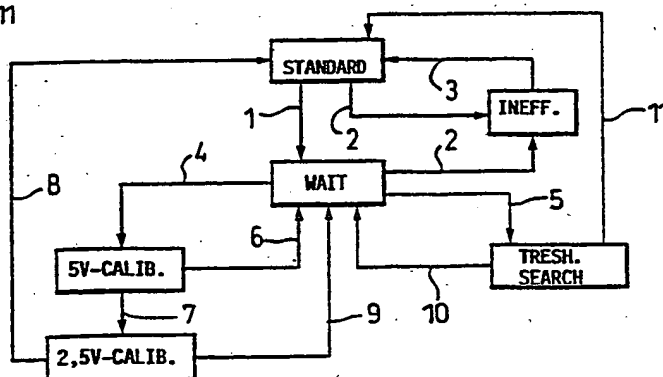 m
STANDARD
3
11
INEFF.
1
2
2
4
WAIT
5
8
6
5V-CALIB.
TRESH.
SEARCH
7
9
10
2,5V-CALIB.